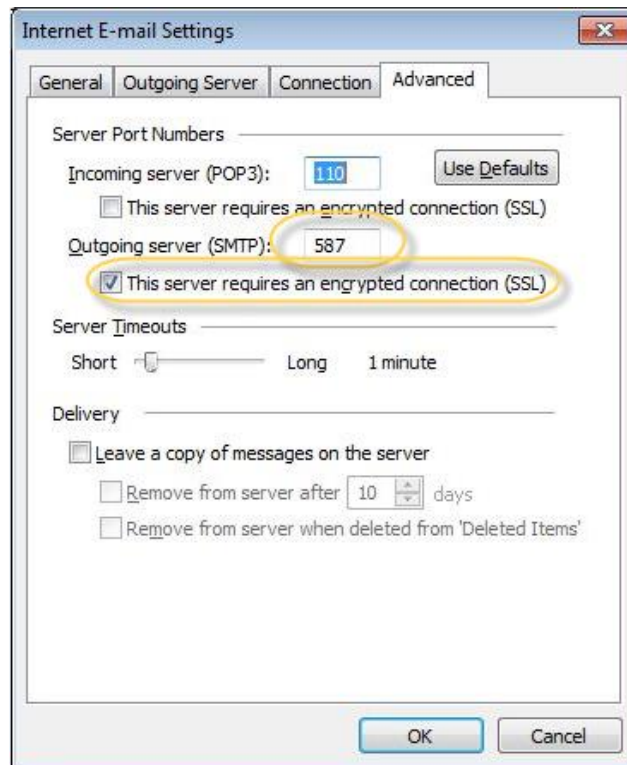 Internet E-mail Settings
General Outgoing Server Connection Advanced
Server Port Numbers
Incoming server (POP3): 110 Use Defaults
This server requires an encrypted connection (SSL)
Outgoing server (SMTP): 587
This server requires an encrypted connection (SSL)
Server Timeouts
Short Long 1 minute
Delivery
Leave a copy of messages on the server
Remove from server after 10 days
Remove from server when deleted from 'Deleted Items'
OK Cancel